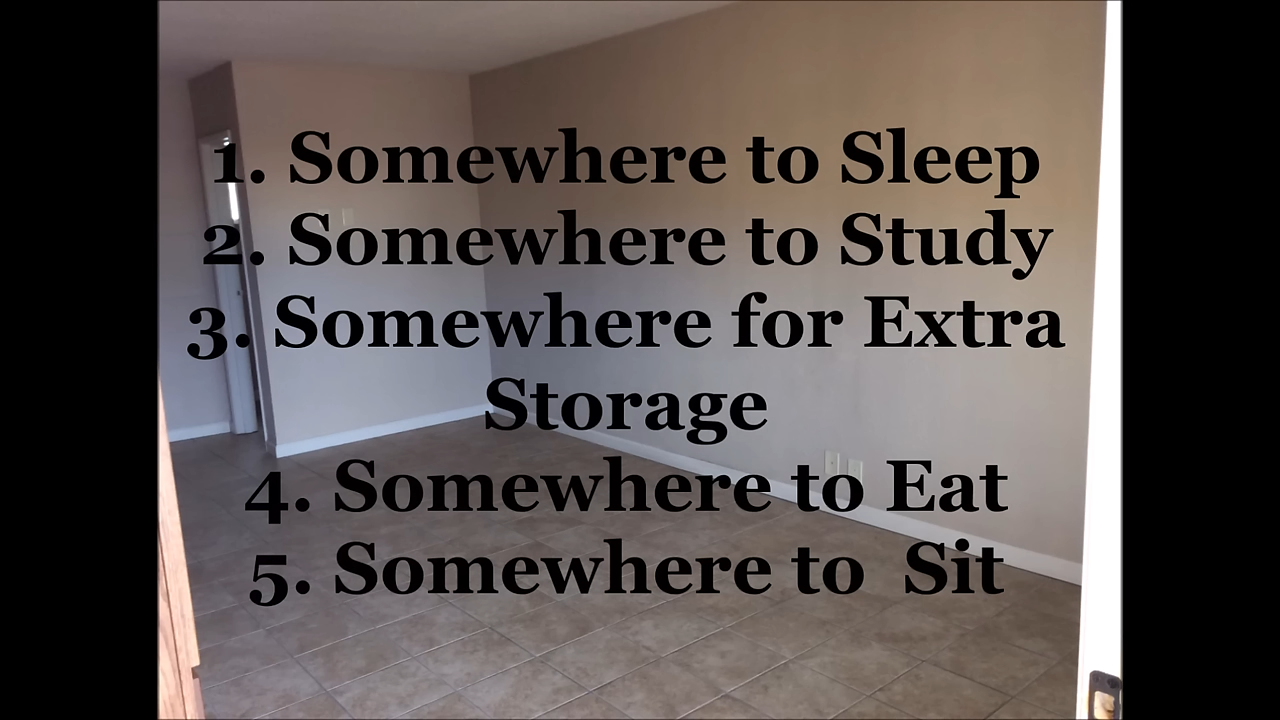 1. Somewhere to Sleep
2. Somewhere to Study
3. Somewhere for Extra
Storage
4. Somewhere to Eat
5. Somewhere to  Sit